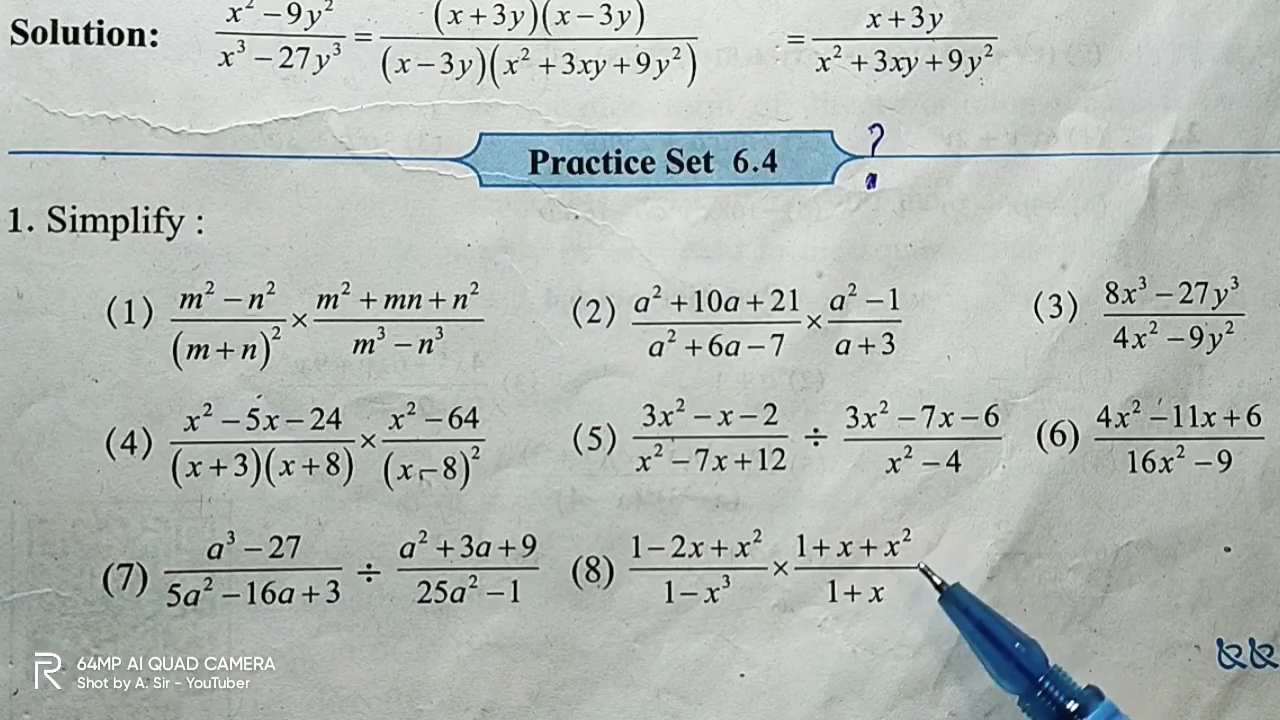 Solution: (x² − 9y²)/(x³ − 27y³) = ((x+3y)(x−3y))/((x−3y)(x²+3xy+9y²)) = (x+3y)/(x²+3xy+9y²)
Practice Set 6.4 ?
1. Simplify :
(1) (m² − n²)/(m+n)² × (m² + mn + n²)/(m³ − n³) (2) (a² + 10a + 21)/(a² + 6a − 7) × (a² − 1)/(a + 3) (3) (8x³ − 27y³)/(4x² − 9y²)
(4) (x² − 5x − 24)/((x+3)(x+8)) × (x² − 64)/(x−8)² (5) (3x² − x − 2)/(x² − 7x + 12) ÷ (3x² − 7x − 6)/(x² − 4) (6) (4x² − 11x + 6)/(16x² − 9)
(7) (a³ − 27)/(5a² − 16a + 3) ÷ (a² + 3a + 9)/(25a² − 1) (8) (1 − 2x + x²)/(1 − x³) × (1 + x + x²)/(1 + x)
64MP AI QUAD CAMERA
Shot by A. Sir - YouTuber